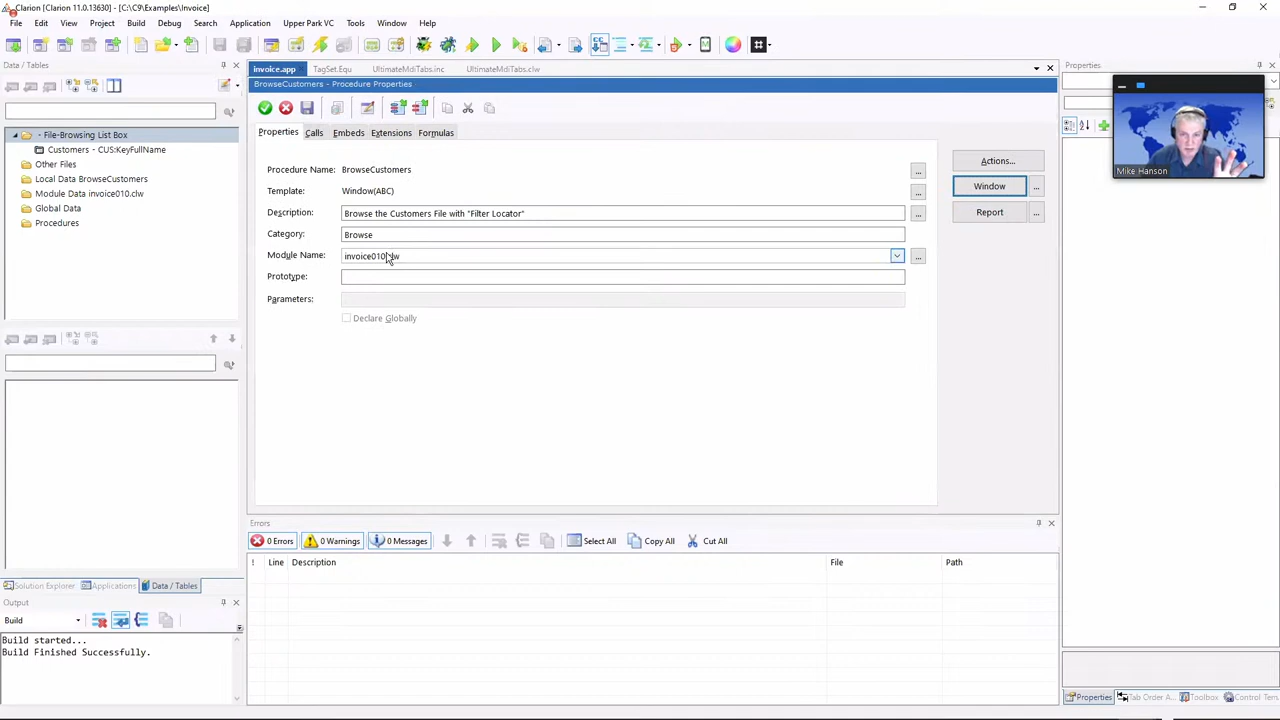 Clarion [Clarion 11.0.13630] - [C:\C9\Examples\Invoice]
File Edit View Project Build Debug Search Application Upper Park VC Tools Window Help
Data / Tables
invoice.app TagSet.Equ UltimateMdiTabs.inc UltimateMdiTabs.clw
Properties
BrowseCustomers - Procedure Properties
- File-Browsing List Box
Customers - CUS:KeyFullName
Other Files
Local Data BrowseCustomers
Module Data invoice010.clw
Global Data
Procedures
Properties Calls Embeds Extensions Formulas
Procedure Name: BrowseCustomers ...
Template: Window(ABC) ...
Description: Browse the Customers File with "Filter Locator" ...
Category: Browse
Module Name: invoice010.clw ...
Prototype:
Parameters:
Declare Globally
Actions...
Window ...
Report ...
Mike Hanson
Errors
0 Errors 0 Warnings 0 Messages Select All Copy All Cut All
! Line Description File Path
Solution Explorer Applications Data / Tables
Output
Build
Build started...
Build Finished Successfully.
Properties Tab Order A... Toolbox Control Tem